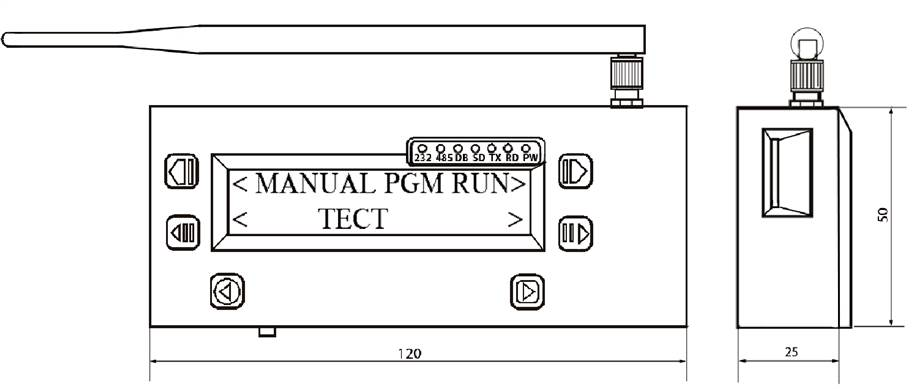 232 485 DB SD TX RD PW
< MANUAL PGM RUN>
< TECT >
50
120
25